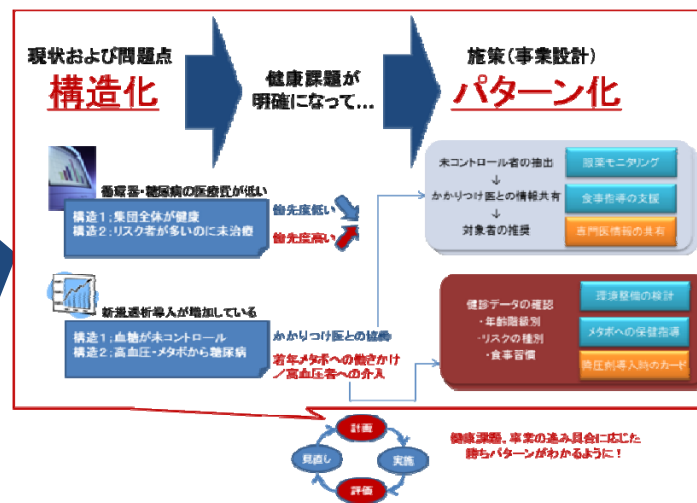 現状および問題点
構造化
健康課題が
明確になって…
施策(事業設計)
パターン化
循環器・糖尿病の医療費が低い
構造1;集団全体が健康
構造2;リスク者が多いのに未治療
優先度低い
優先度高い
新規透析導入が増加している
構造1;血糖が未コントロール
構造2;高血圧・メタボから糖尿病
かかりつけ医との協働
若年メタボへの働きかけ
/高血圧者への介入
未コントロール者の抽出
↓
かかりつけ医との情報共有
↓
対象者の推奨
服薬モニタリング
食事指導の支援
専門医情報の共有
健診データの確認
・年齢階級別
・リスクの種別
・食事習慣
環境整備の検討
メタボへの保健指導
降圧剤導入時のカード
計画
実施
評価
見直し
健康課題、事業の進み具合に応じた
勝ちパターンがわかるように!